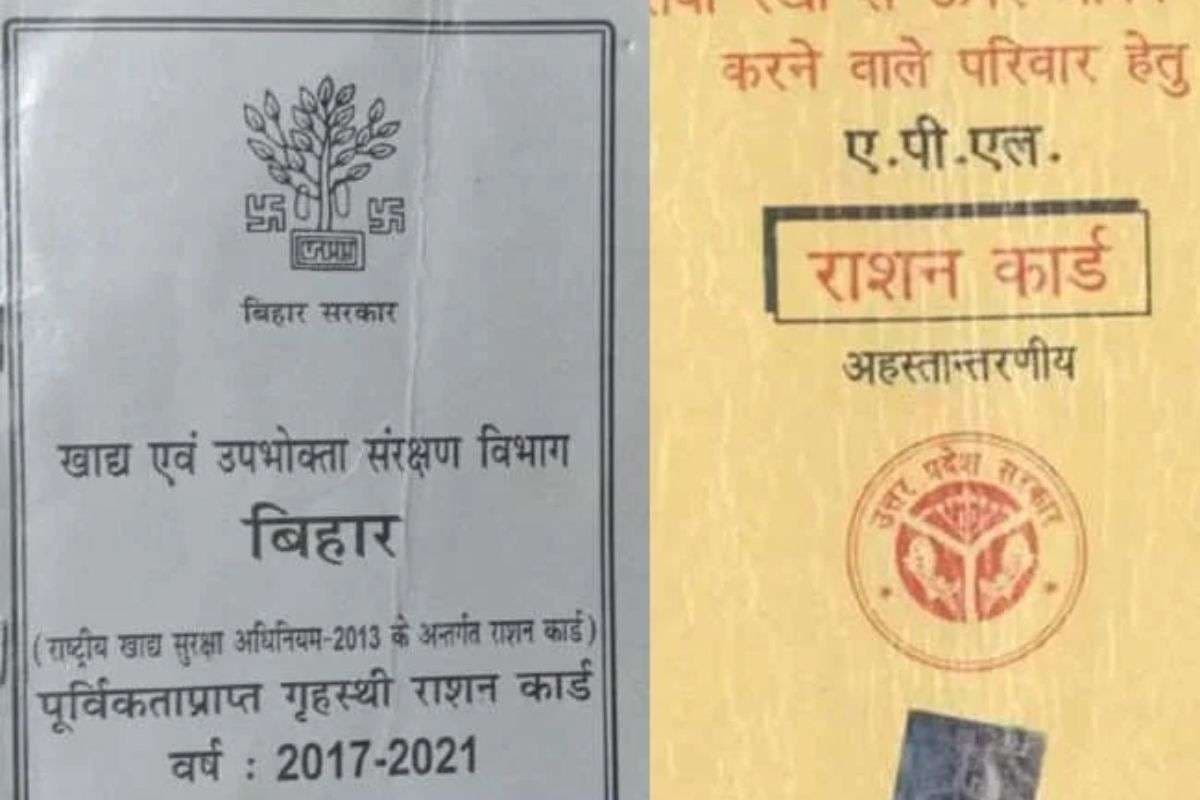 बिहार सरकार
खाद्य एवं उपभोक्ता संरक्षण विभाग
बिहार
(राष्ट्रीय खाद्य सुरक्षा अधिनियम-2013 के अन्तर्गत राशन कार्ड)
पूर्विकताप्राप्त गृहस्थी राशन कार्ड
वर्ष : 2017-2021
करने वाले परिवार हेतु
ए.पी.एल.
राशन कार्ड
अहस्तान्तरणीय
उत्तर प्रदेश सरकार